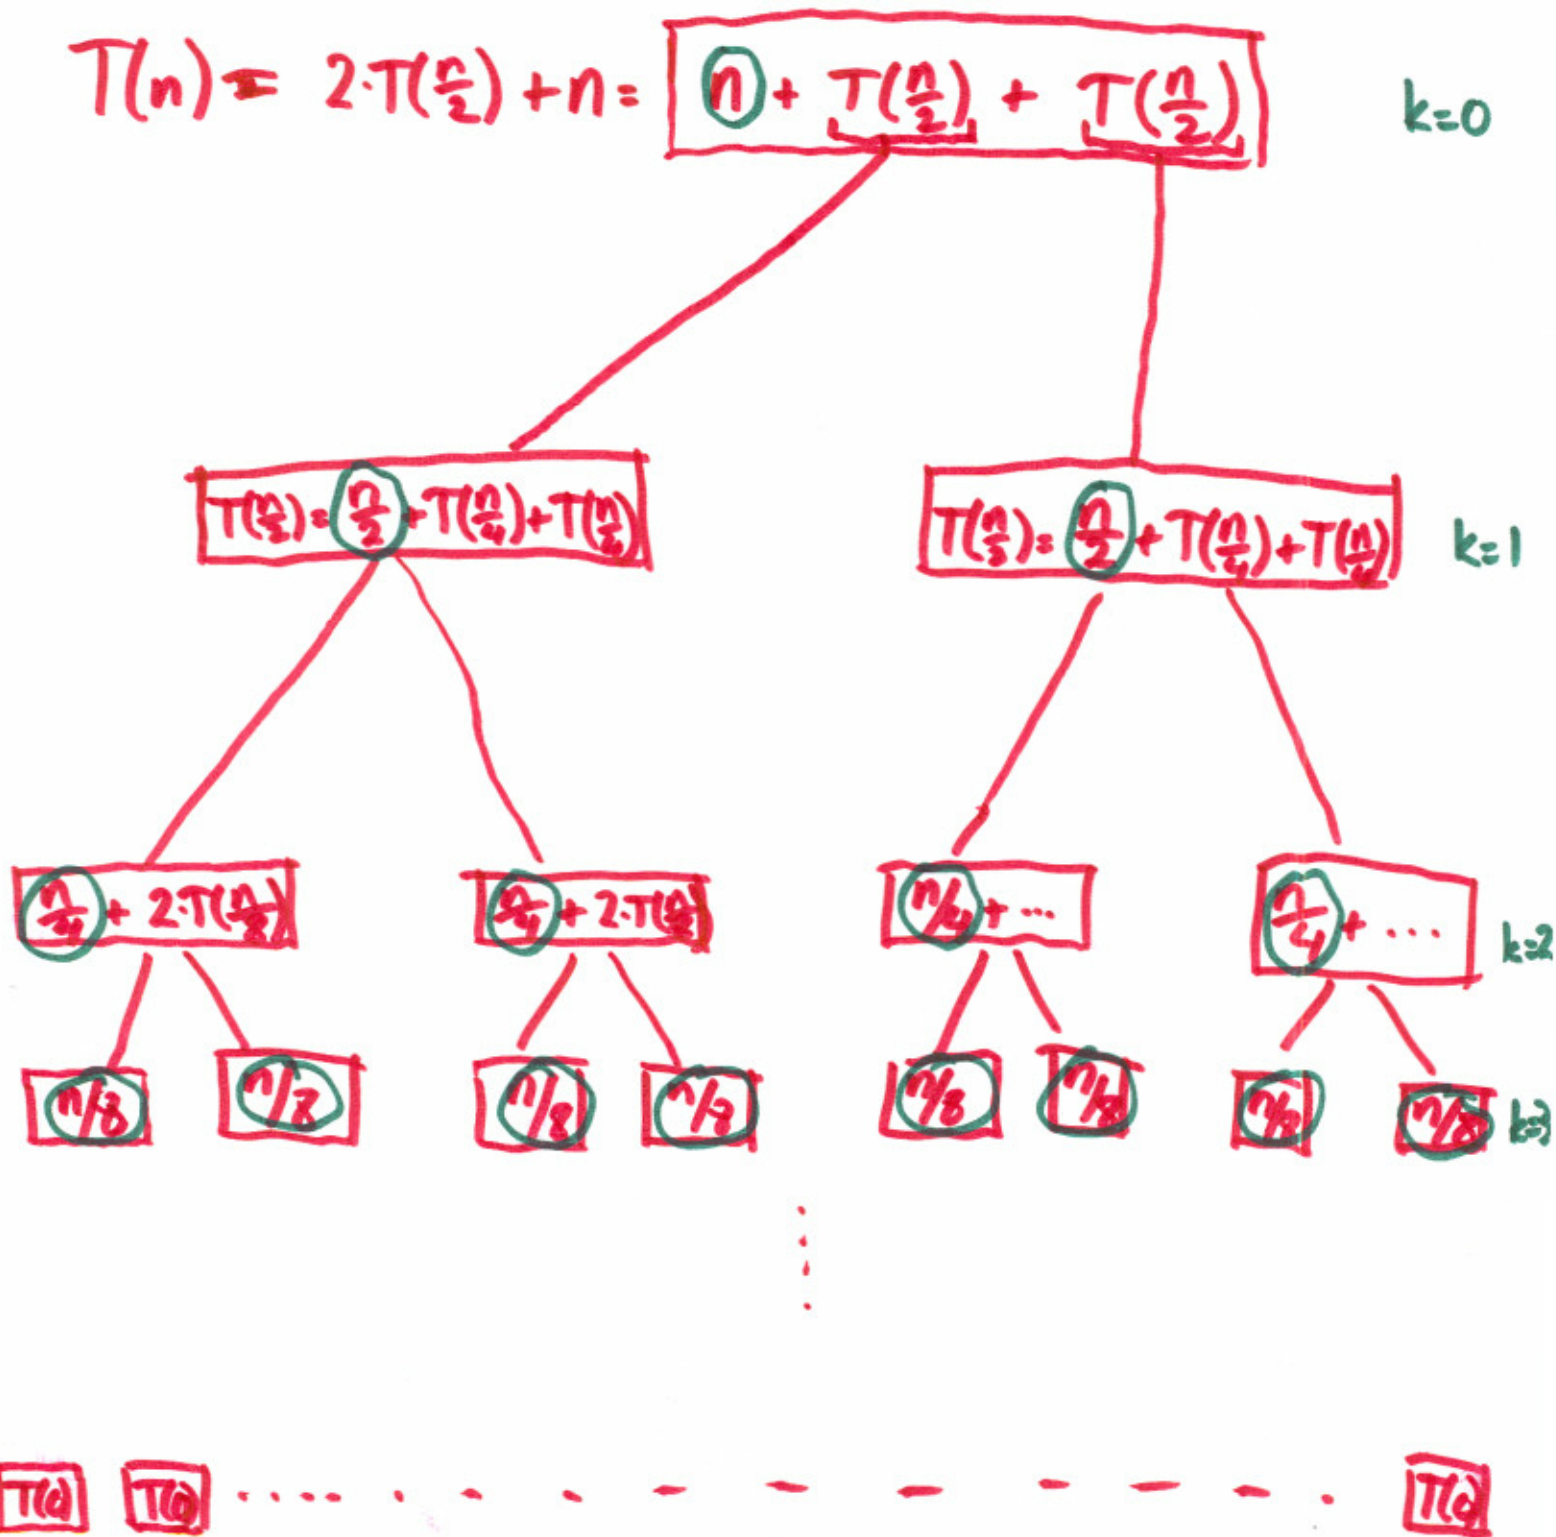 T(n) = 2·T(n/2) + n = n + T(n/2) + T(n/2) k=0
T(n/2) = n/2 + T(n/4) + T(n/4) T(n/2) = n/2 + T(n/4) + T(n/4) k=1
n/4 + 2·T(n/8) n/4 + 2·T(n/8) n/4 + ... n/4 + ... k=2
n/8 n/8 n/8 n/8 n/8 n/8 n/8 n/8 k=3